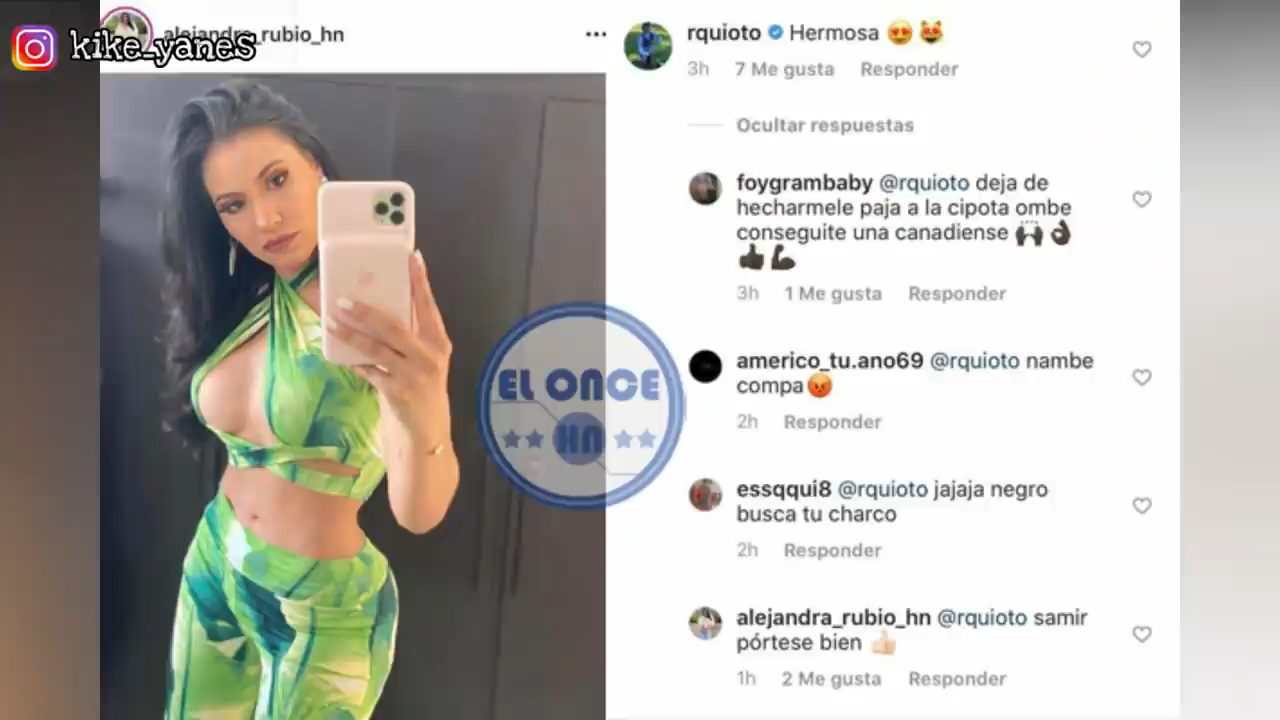 kike_yanes
alejandra_rubio_hn
rquioto Hermosa 😍😻
3h 7 Me gusta Responder
Ocultar respuestas
foygrambaby @rquioto deja de
hecharmele paja a la cipota ombe
conseguite una canadiense 🙌🏿👌🏿
👍🏿💪🏿
3h 1 Me gusta Responder
americo_tu.ano69 @rquioto nambe
compa😡
2h Responder
essqqui8 @rquioto jajaja negro
busca tu charco
2h Responder
alejandra_rubio_hn @rquioto samir
pórtese bien 👍🏻
1h 2 Me gusta Responder
EL ONCE
HN